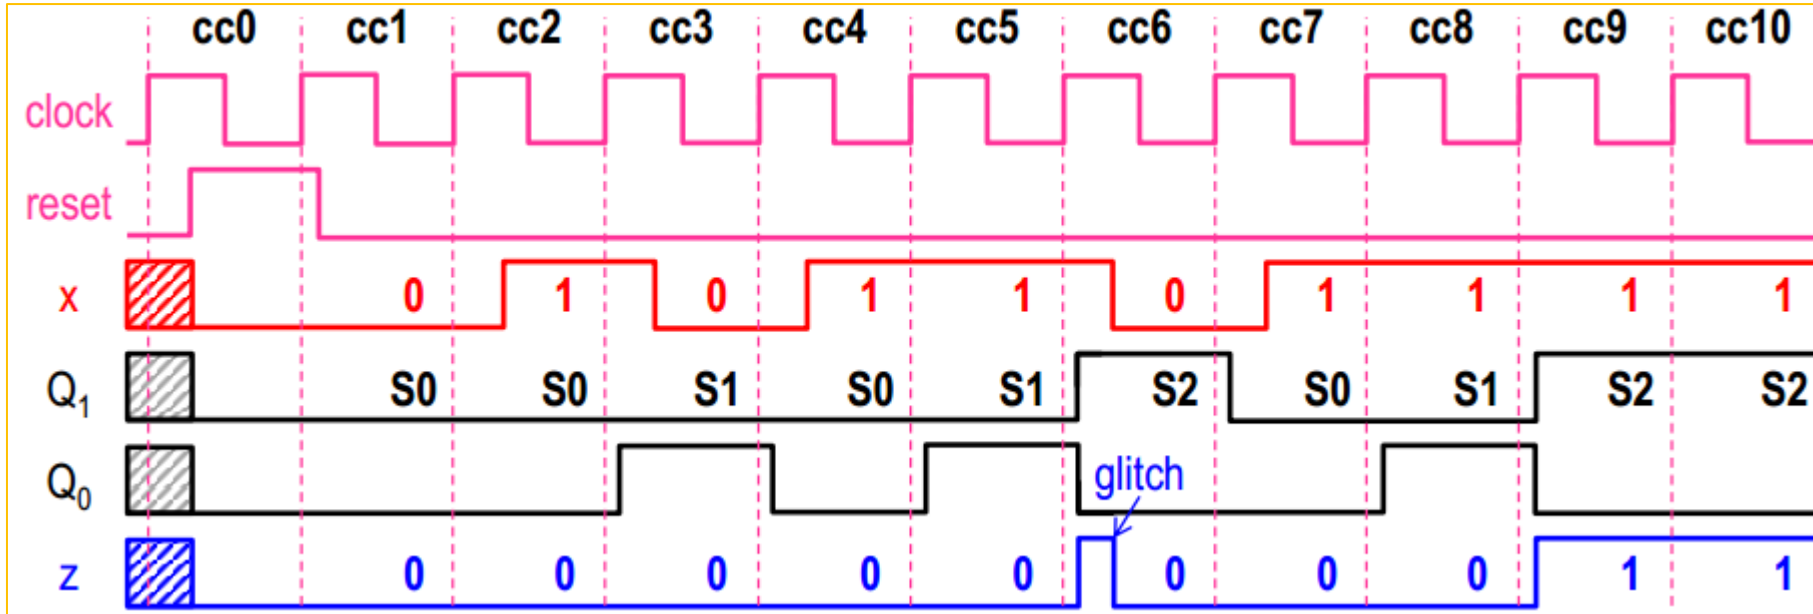 cc0 cc1 cc2 cc3 cc4 cc5 cc6 cc7 cc8 cc9 cc10
clock
reset
x 0 1 0 1 1 0 1 1 1 1
Q1 S0 S0 S1 S0 S1 S2 S0 S1 S2 S2
Q0 glitch
z 0 0 0 0 0 0 0 0 1 1